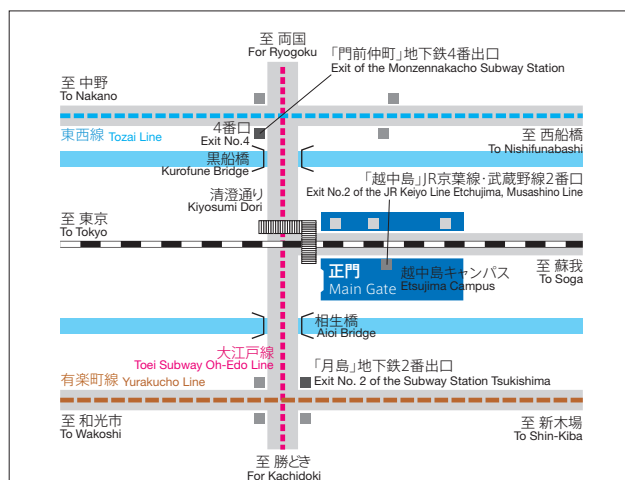 至 両国
For Ryogoku
「門前仲町」地下鉄4番出口
Exit of the Monzennakacho Subway Station
至 中野
To Nakano
東西線 Tozai Line
4番口
Exit No.4
至 西船橋
To Nishifunabashi
黒船橋
Kurofune Bridge
「越中島」JR京葉線・武蔵野線2番口
Exit No.2 of the JR Keiyo Line Etchujima, Musashino Line
清澄通り
Kiyosumi Dori
至 東京
To Tokyo
正門
Main Gate
越中島キャンパス
Etsujima Campus
至 蘇我
To Soga
相生橋
Aioi Bridge
大江戸線
Toei Subway Oh-Edo Line
「月島」地下鉄2番出口
Exit No. 2 of the Subway Station Tsukishima
有楽町線 Yurakucho Line
至 和光市
To Wakoshi
至 新木場
To Shin-Kiba
至 勝どき
For Kachidoki